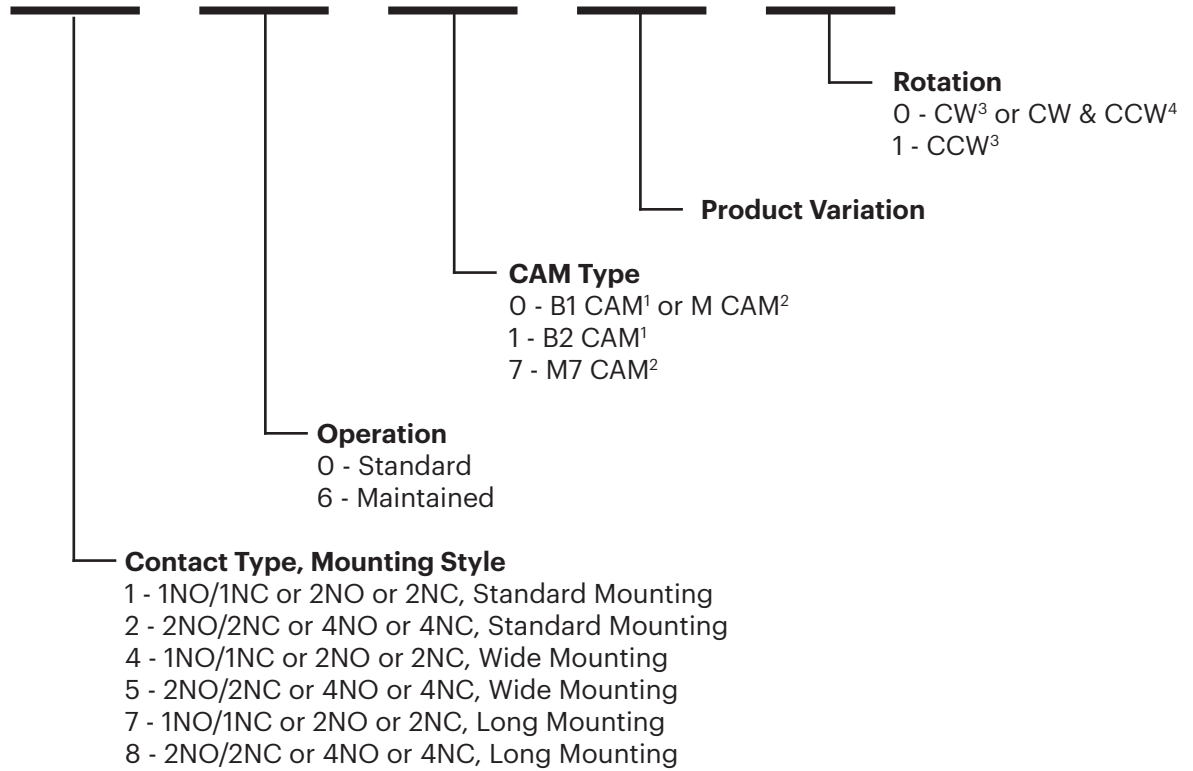 Rotation
0 - CW³ or CW & CCW⁴
1 - CCW³
Product Variation
CAM Type
0 - B1 CAM¹ or M CAM²
1 - B2 CAM¹
7 - M7 CAM²
Operation
0 - Standard
6 - Maintained
Contact Type, Mounting Style
1 - 1NO/1NC or 2NO or 2NC, Standard Mounting
2 - 2NO/2NC or 4NO or 4NC, Standard Mounting
4 - 1NO/1NC or 2NO or 2NC, Wide Mounting
5 - 2NO/2NC or 4NO or 4NC, Wide Mounting
7 - 1NO/1NC or 2NO or 2NC, Long Mounting
8 - 2NO/2NC or 4NO or 4NC, Long Mounting